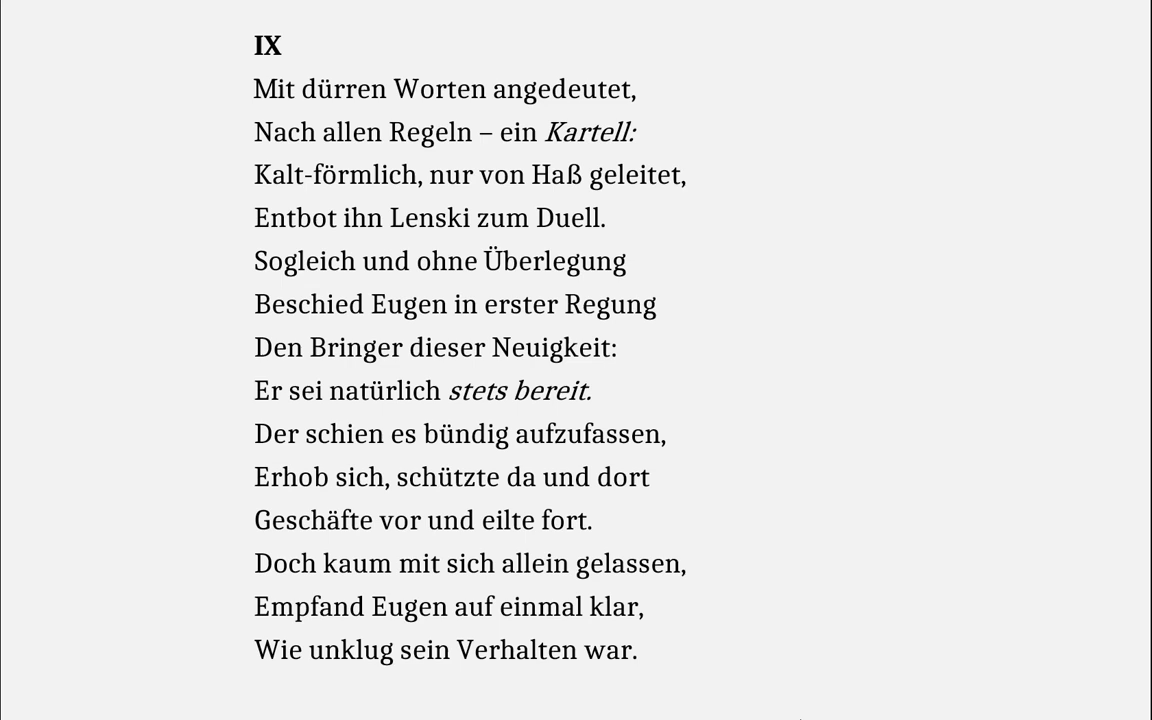 IX
Mit dürren Worten angedeutet,
Nach allen Regeln – ein Kartell:
Kalt-förmlich, nur von Haß geleitet,
Entbot ihn Lenski zum Duell.
Sogleich und ohne Überlegung
Beschied Eugen in erster Regung
Den Bringer dieser Neuigkeit:
Er sei natürlich stets bereit.
Der schien es bündig aufzufassen,
Erhob sich, schützte da und dort
Geschäfte vor und eilte fort.
Doch kaum mit sich allein gelassen,
Empfand Eugen auf einmal klar,
Wie unklug sein Verhalten war.